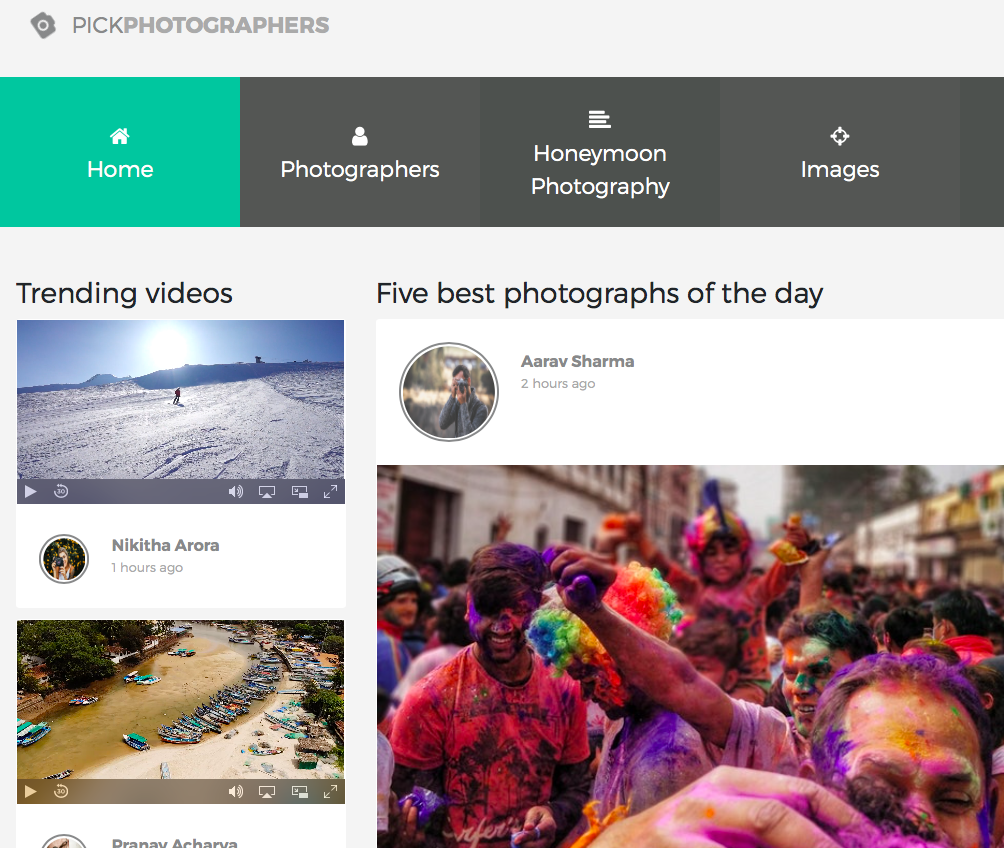 PICKPHOTOGRAPHERS
Home
Photographers
Honeymoon
Photography
Images
Trending videos
Five best photographs of the day
Aarav Sharma
2 hours ago
30
Nikitha Arora
1 hours ago
30
Pranav Acharya